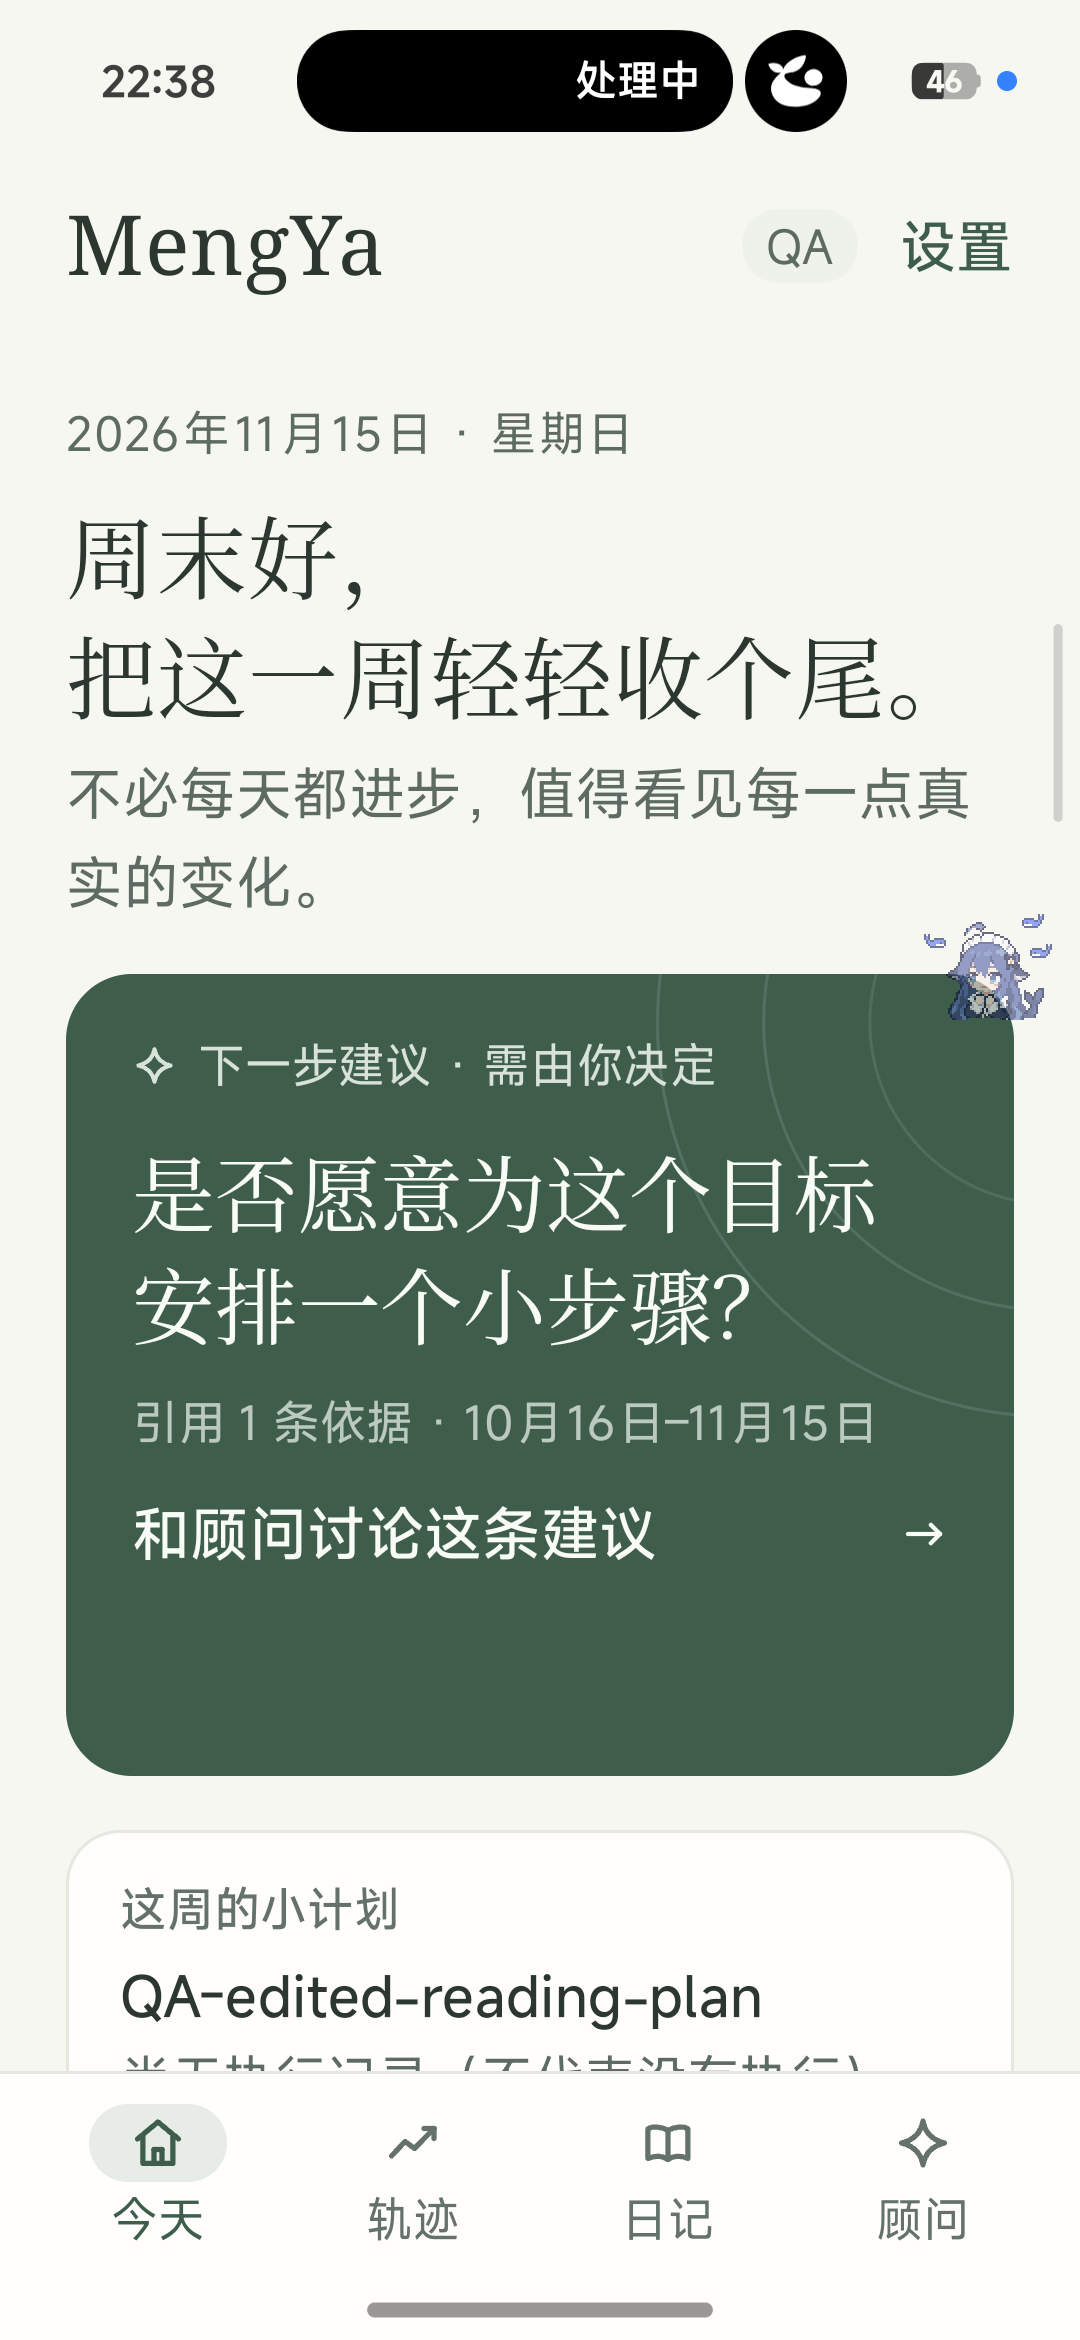 22:38
处理中
46
MengYa
QA
设置
2026年11月15日 · 星期日
周末好，
把这一周轻轻收个尾。
不必每天都进步，值得看见每一点真
实的变化。
下一步建议 · 需由你决定
是否愿意为这个目标
安排一个小步骤？
引用 1 条依据 · 10月16日–11月15日
和顾问讨论这条建议
→
这周的小计划
QA-edited-reading-plan
今天
轨迹
日记
顾问